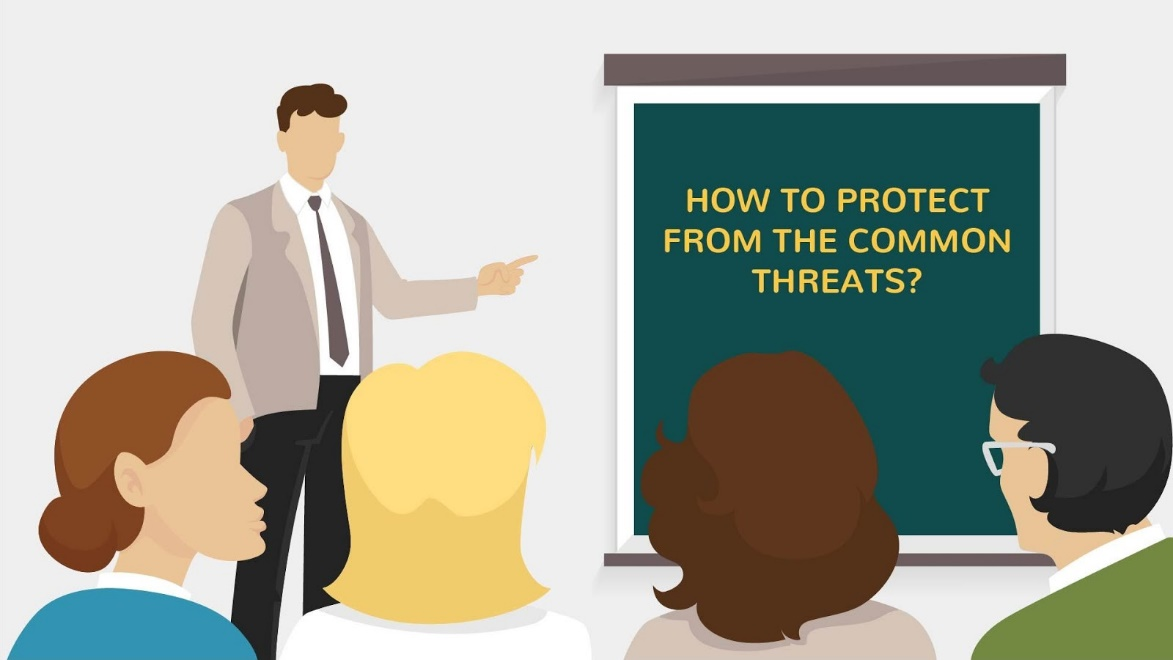 HOW TO PROTECT
FROM THE COMMON
THREATS?